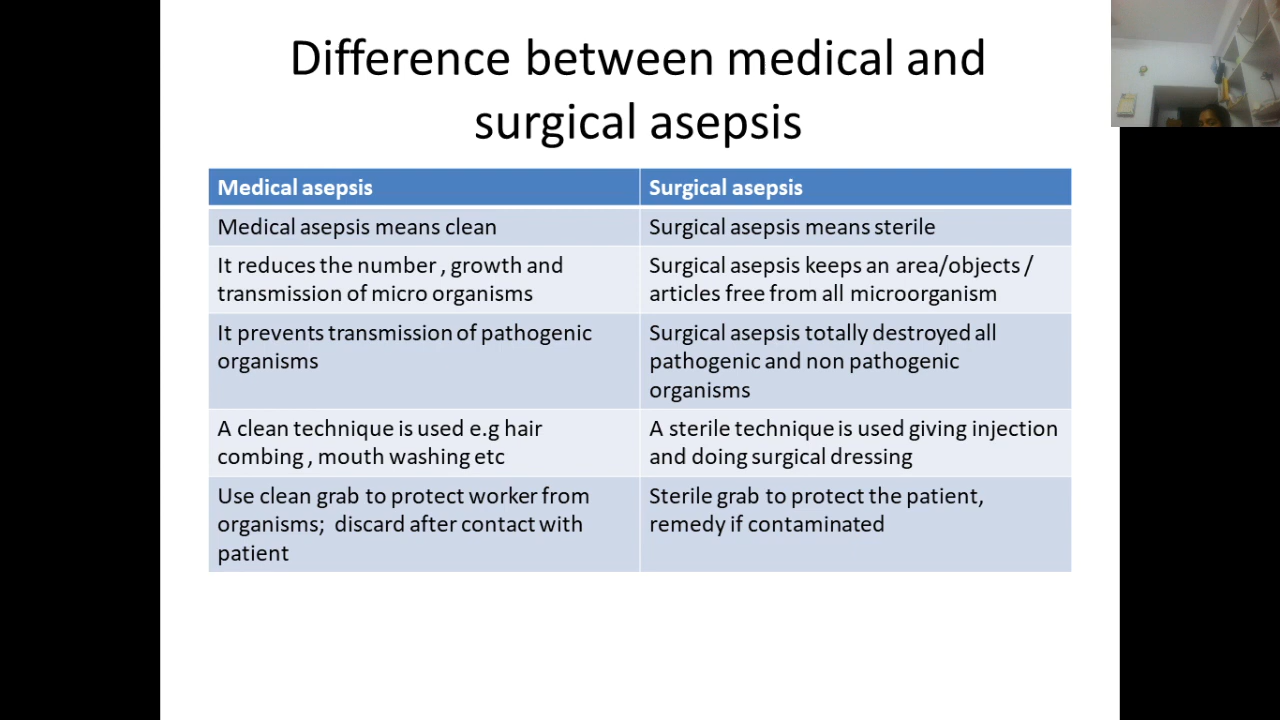 Difference between medical and
surgical asepsis
Medical asepsis
Surgical asepsis
Medical asepsis means clean
Surgical asepsis means sterile
It reduces the number , growth and
transmission of micro organisms
Surgical asepsis keeps an area/objects /
articles free from all microorganism
It prevents transmission of pathogenic
organisms
Surgical asepsis totally destroyed all
pathogenic and non pathogenic
organisms
A clean technique is used e.g hair
combing , mouth washing etc
A sterile technique is used giving injection
and doing surgical dressing
Use clean grab to protect worker from
organisms;  discard after contact with
patient
Sterile grab to protect the patient,
remedy if contaminated